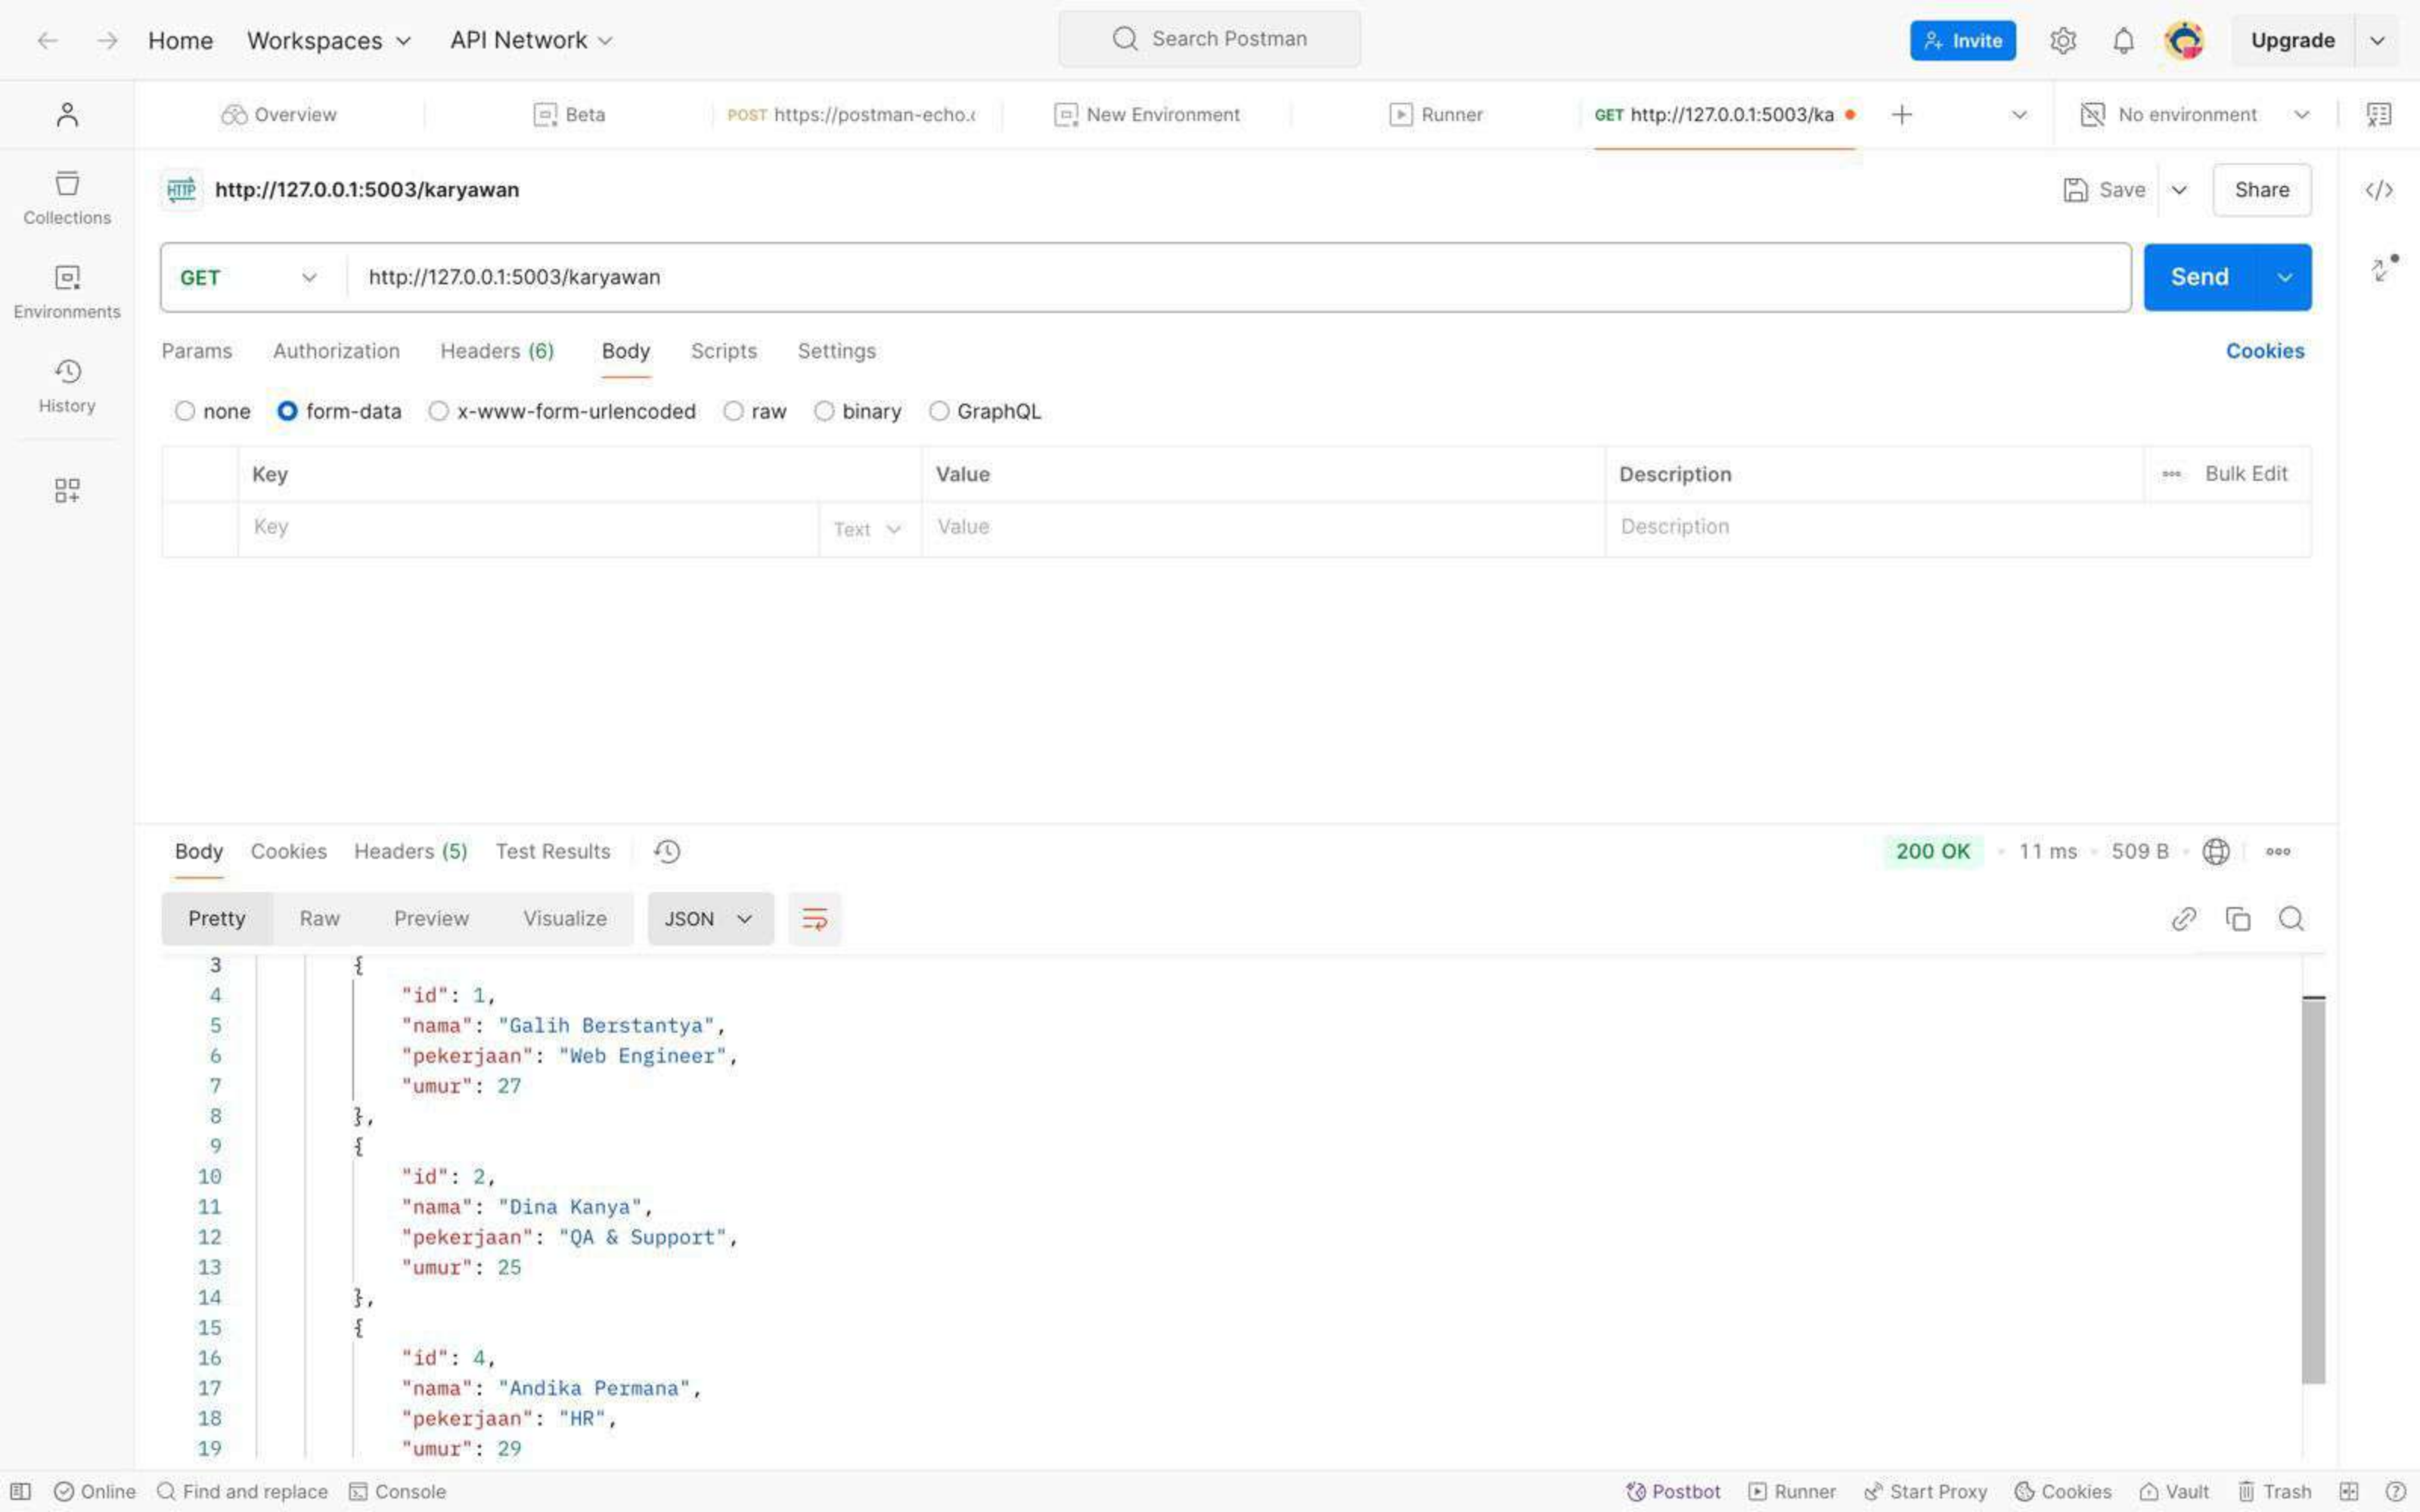 Home Workspaces API Network Search Postman Invite Upgrade
Overview Beta POST https://postman-echo.c New Environment Runner GET http://127.0.0.1:5003/ka No environment
HTTP http://127.0.0.1:5003/karyawan Save Share
Collections
GET http://127.0.0.1:5003/karyawan Send
Environments
Params Authorization Headers (6) Body Scripts Settings Cookies
History
none form-data x-www-form-urlencoded raw binary GraphQL
Key Value Description Bulk Edit
Key Text Value Description
Body Cookies Headers (5) Test Results 200 OK 11 ms 509 B
Pretty Raw Preview Visualize JSON
3 {
4 "id": 1,
5 "nama": "Galih Berstantya",
6 "pekerjaan": "Web Engineer",
7 "umur": 27
8 },
9 {
10 "id": 2,
11 "nama": "Dina Kanya",
12 "pekerjaan": "QA & Support",
13 "umur": 25
14 },
15 {
16 "id": 4,
17 "nama": "Andika Permana",
18 "pekerjaan": "HR",
19 "umur": 29
Online Find and replace Console Postbot Runner Start Proxy Cookies Vault Trash